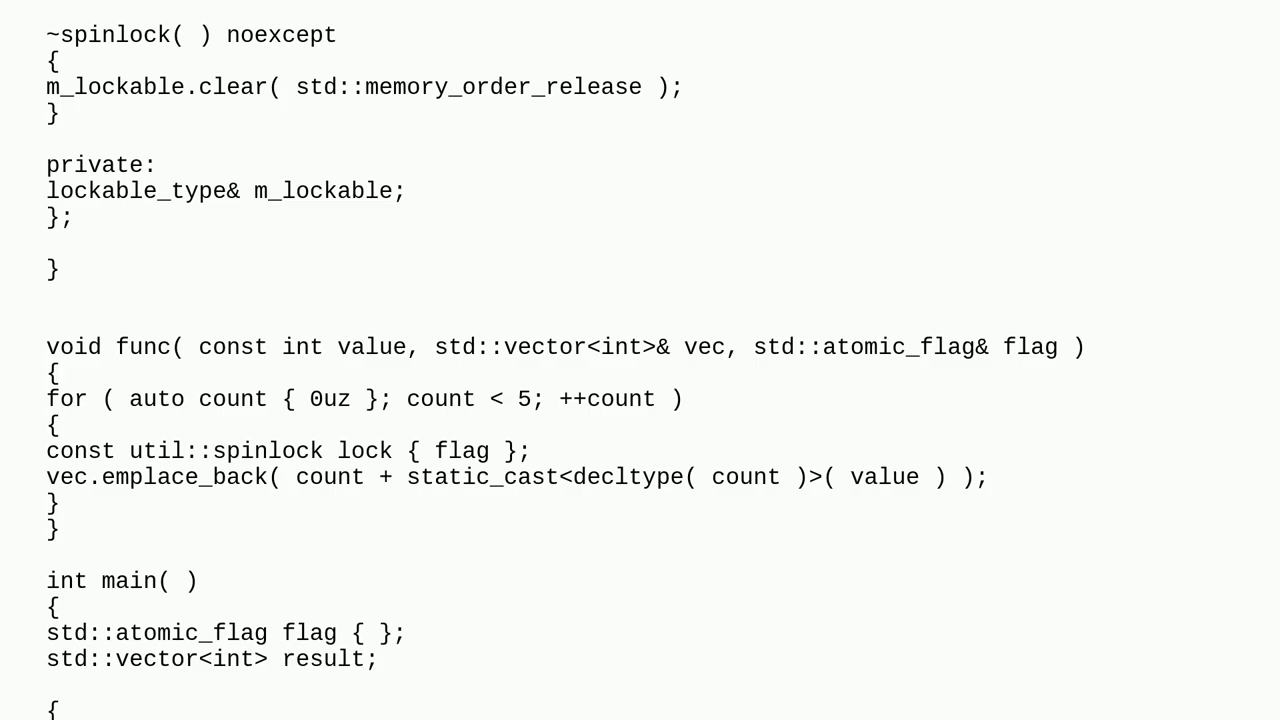 ~spinlock( ) noexcept
{
m_lockable.clear( std::memory_order_release );
}
private:
lockable_type& m_lockable;
};
}
void func( const int value, std::vector<int>& vec, std::atomic_flag& flag )
{
for ( auto count { 0uz }; count < 5; ++count )
{
const util::spinlock lock { flag };
vec.emplace_back( count + static_cast<decltype( count )>( value ) );
}
}
int main( )
{
std::atomic_flag flag { };
std::vector<int> result;
{